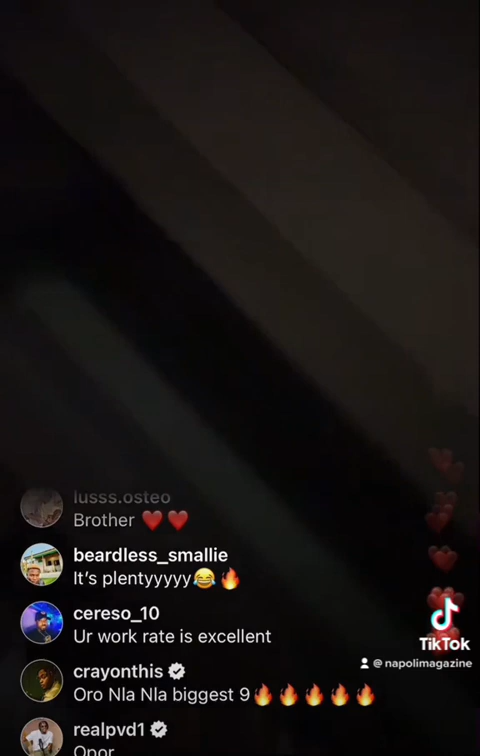 lusss.osteo
Brother ❤️❤️
beardless_smallie
It's plentyyyyy😂🔥
cereso_10
Ur work rate is excellent
crayonthis
Oro Nla Nla biggest 9🔥🔥🔥🔥🔥
realpvd1
Opor
TikTok
@napolimagazine